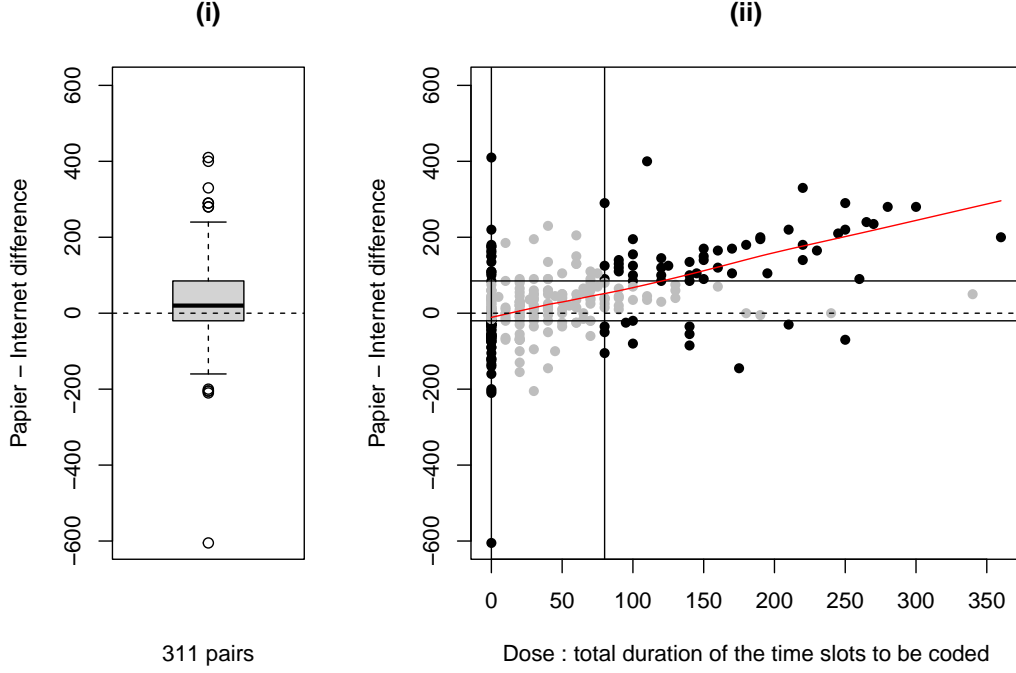 (i)
(ii)
Papier − Internet difference
600
400
200
0
−200
−400
−600
311 pairs
Papier − Internet difference
600
400
200
0
−200
−400
−600
0 50 100 150 200 250 300 350
Dose : total duration of the time slots to be coded